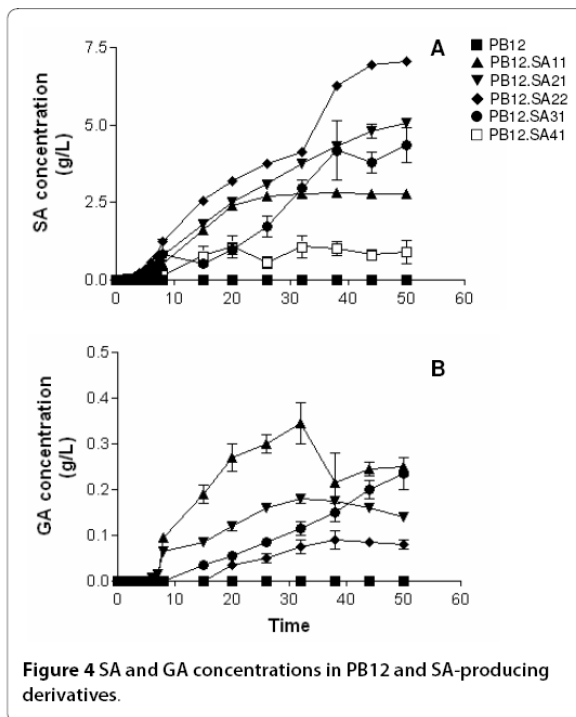 A
SA concentration
(g/L)
7.5
5.0
2.5
0.0
0 10 20 30 40 50 60
PB12
PB12.SA11
PB12.SA21
PB12.SA22
PB12.SA31
PB12.SA41
B
GA concentration
(g/L)
0.5
0.4
0.3
0.2
0.1
0.0
0 10 20 30 40 50 60
Time
Figure 4 SA and GA concentrations in PB12 and SA-producing
derivatives.